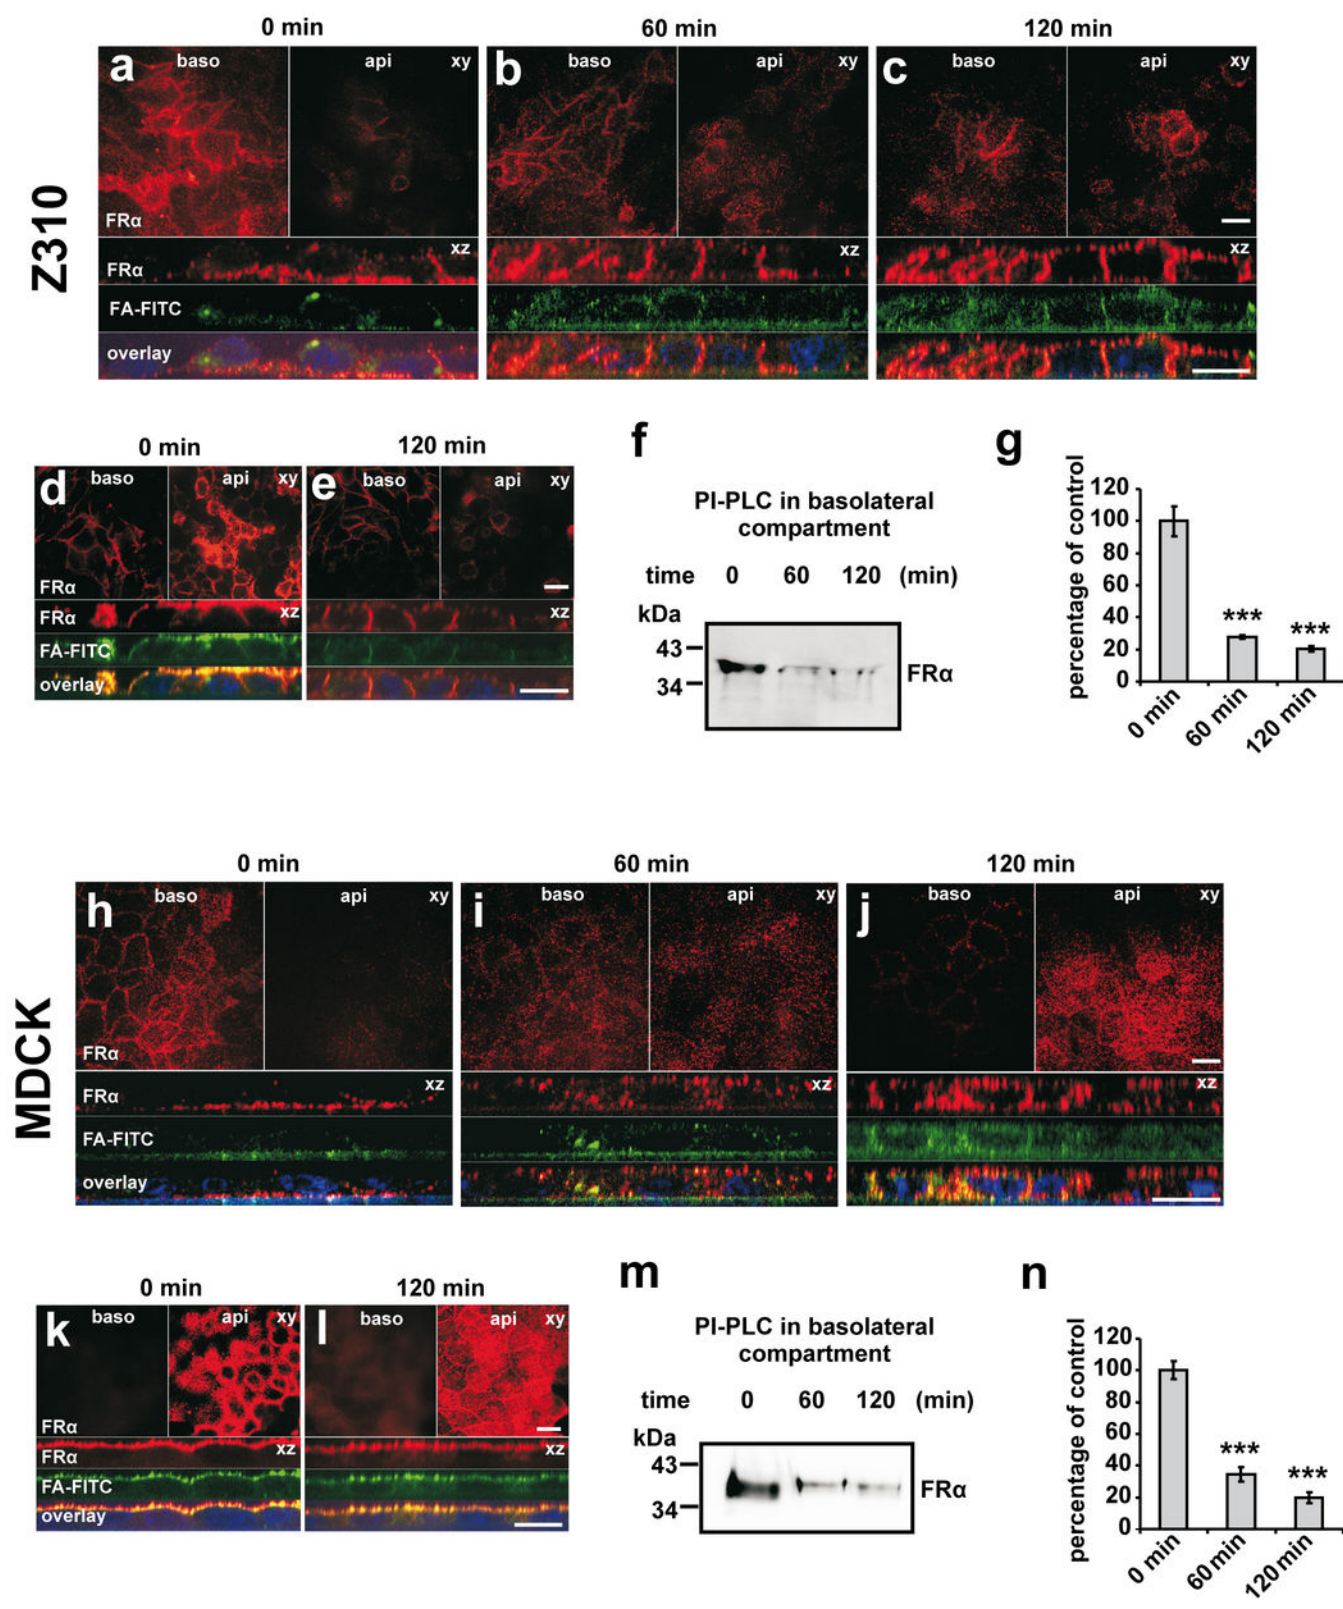 0 min 60 min 120 min
Z310
a baso api xy b baso api xy c baso api xy
FRα
FRα xz xz xz
FA-FITC
overlay
0 min 120 min
d baso api xy e baso api xy
FRα
FRα xz xz
FA-FITC
overlay
f
PI-PLC in basolateral
compartment
time 0 60 120 (min)
kDa
43
34
FRα
g
percentage of control
120
100
80
60
40
20
0
*** ***
0 min 60 min 120 min
0 min 60 min 120 min
MDCK
h baso api xy i baso api xy j baso api xy
FRα
FRα xz xz xz
FA-FITC
overlay
0 min 120 min
k baso api xy l baso api xy
FRα
FRα xz xz
FA-FITC
overlay
m
PI-PLC in basolateral
compartment
time 0 60 120 (min)
kDa
43
34
FRα
n
percentage of control
120
100
80
60
40
20
0
*** ***
0 min 60 min 120 min